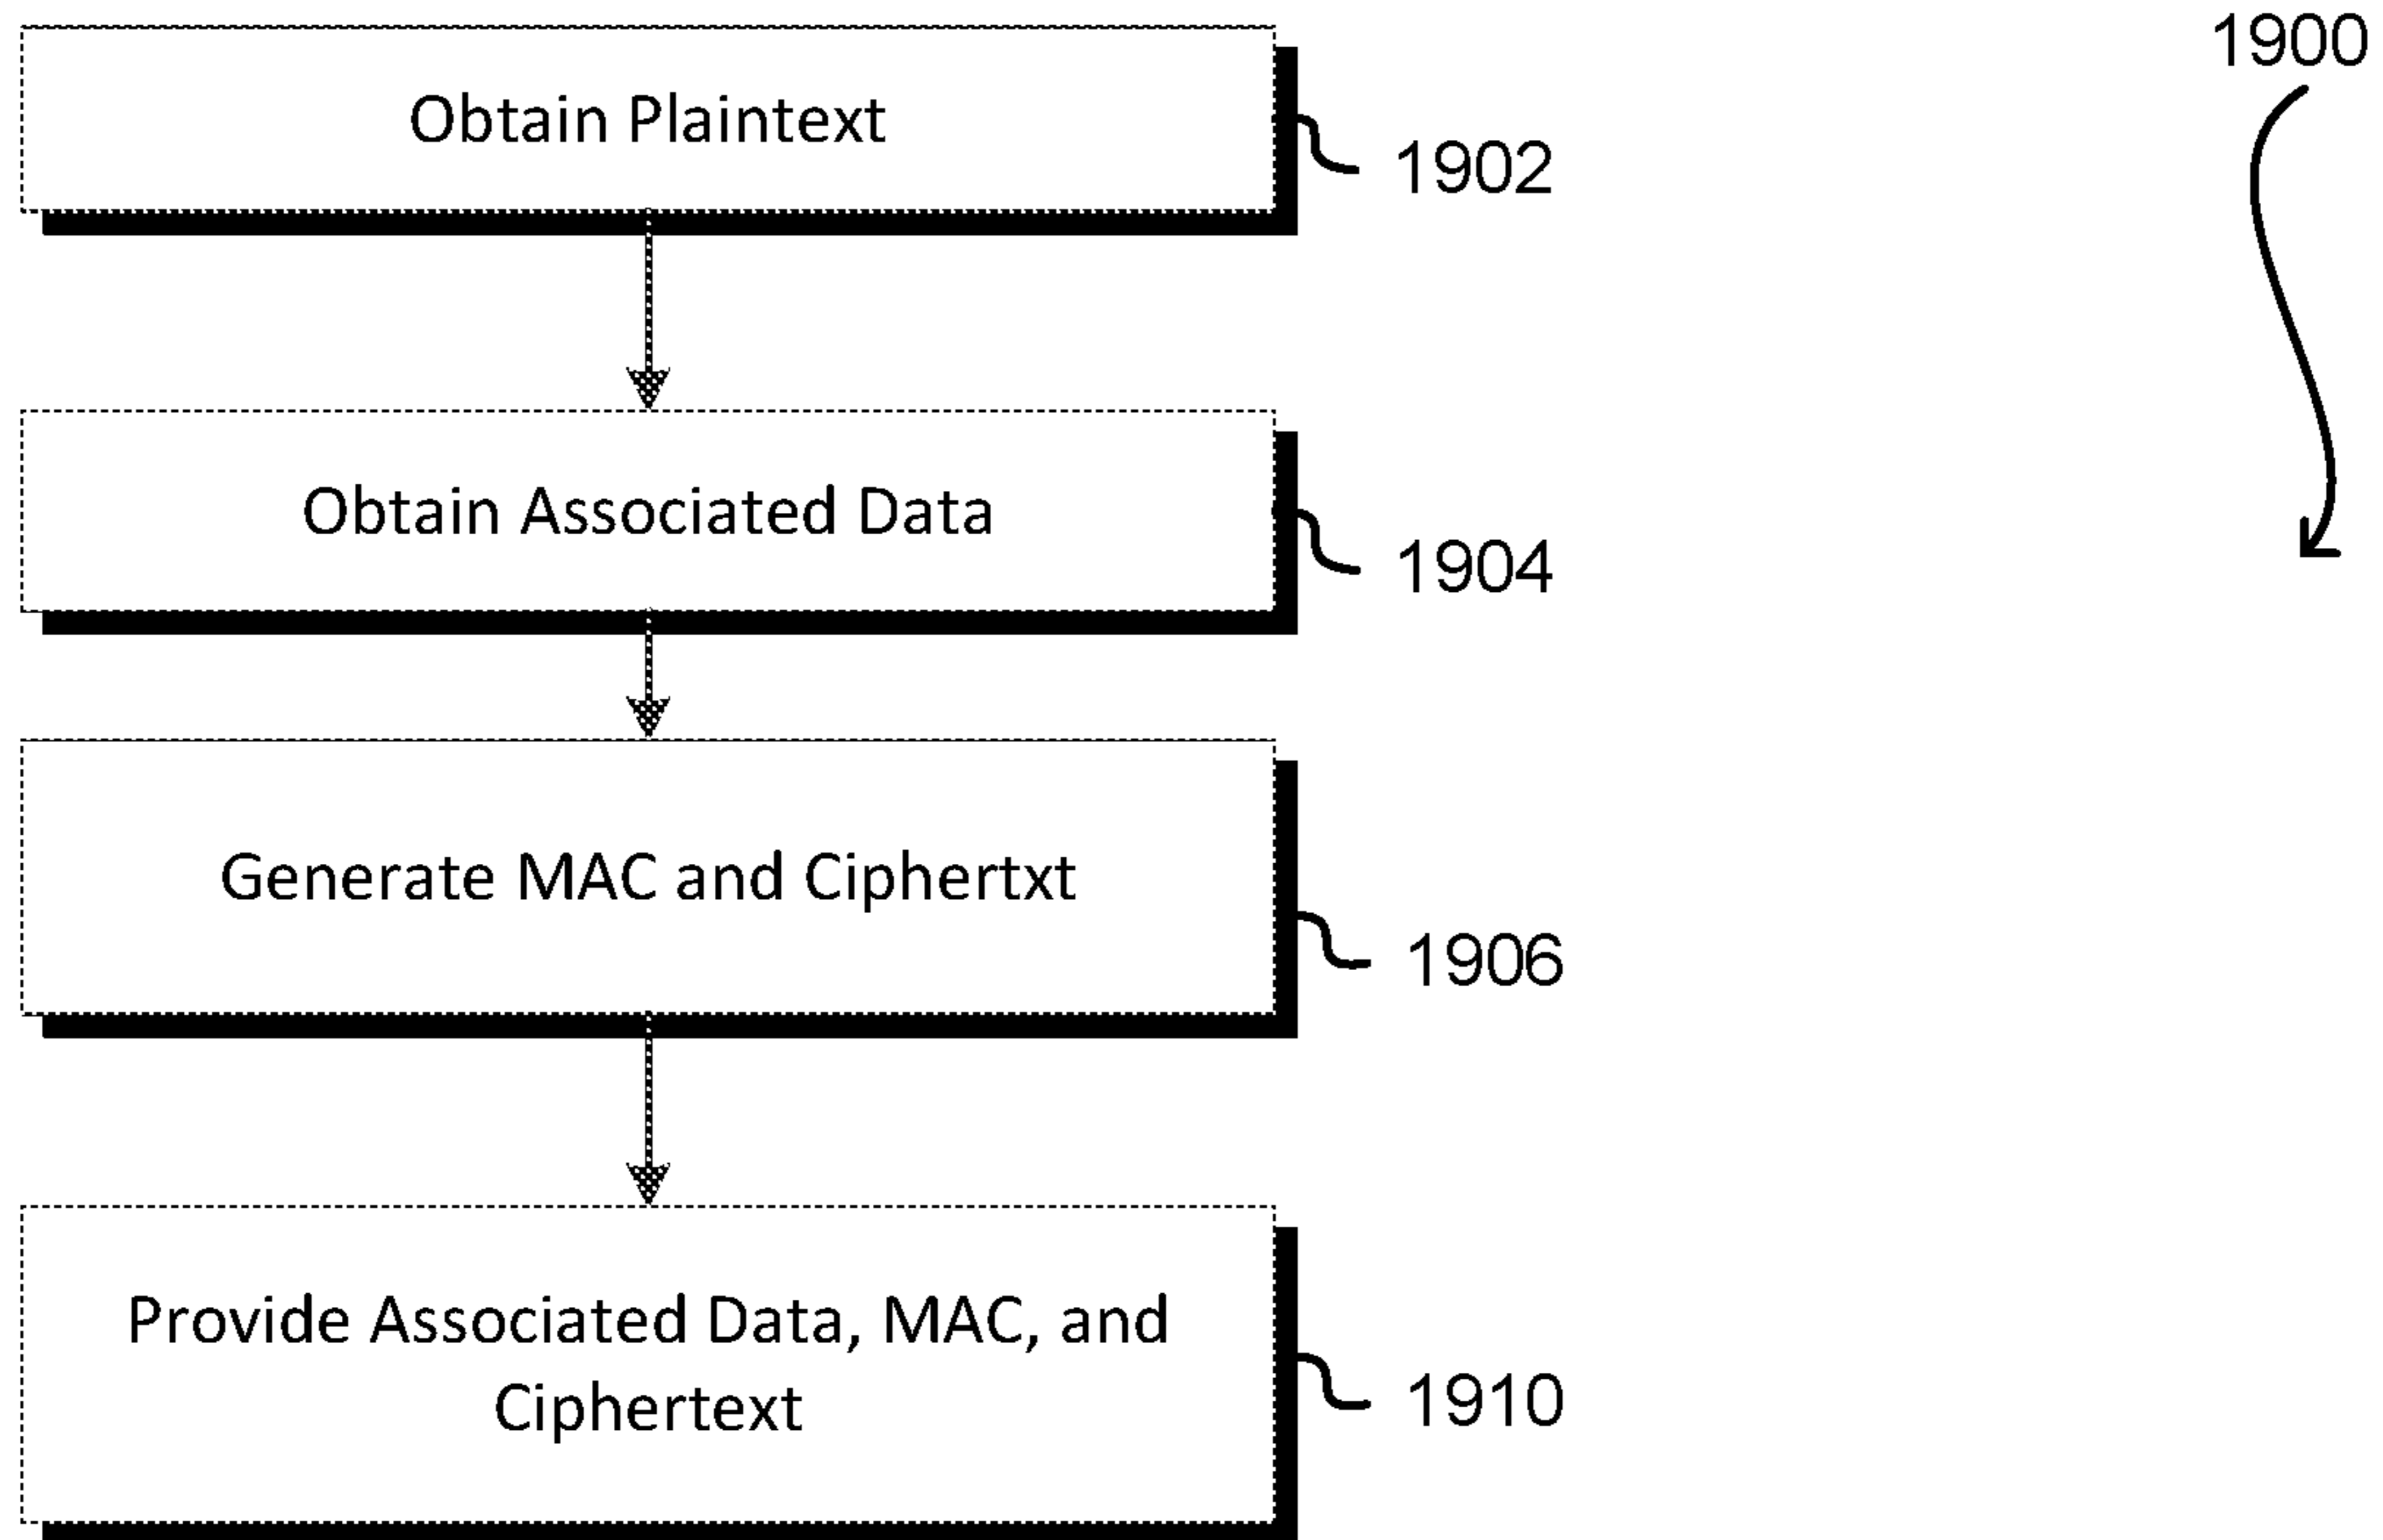 1900
Obtain Plaintext
1902
Obtain Associated Data
1904
Generate MAC and Ciphertxt
1906
Provide Associated Data, MAC, and
Ciphertext
1910